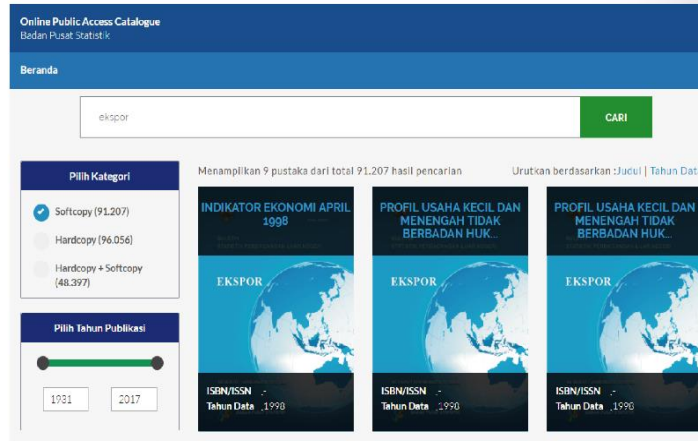 Online Public Access Catalogue
Badan Pusat Statistik
Beranda
ekspor
CARI
Pilih Kategori
Softcopy (91.207)
Hardcopy (96.056)
Hardcopy + Softcopy
(48.397)
Pilih Tahun Publikasi
1931
2017
Menampilkan 9 pustaka dari total 91.207 hasil pencarian
Urutkan berdasarkan :Judul | Tahun Data
INDIKATOR EKONOMI APRIL
1998
EKSPOR
ISBN/ISSN :-
Tahun Data :1998
PROFIL USAHA KECIL DAN
MENENGAH TIDAK
BERBADAN HUK...
EKSPOR
ISBN/ISSN :-
Tahun Data :1998
PROFIL USAHA KECIL DAN
MENENGAH TIDAK
BERBADAN HUK...
EKSPOR
ISBN/ISSN :-
Tahun Data :1998